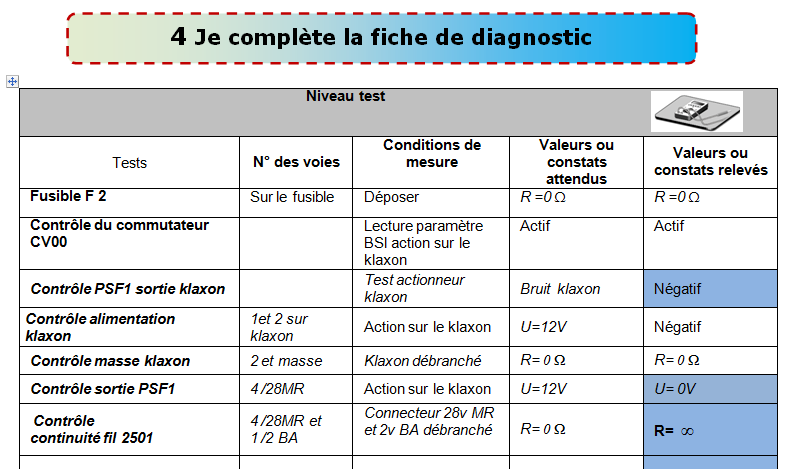 4 Je complète la fiche de diagnostic
Niveau test
Tests
N° des voies
Conditions de
mesure
Valeurs ou
constats
attendus
Valeurs ou
constats relevés
Fusible F 2
Sur le fusible
Déposer
R =0 Ω
R =0 Ω
Contrôle du commutateur
CV00
Lecture paramètre
BSI action sur le
klaxon
Actif
Actif
Contrôle PSF1 sortie klaxon
Test actionneur
klaxon
Bruit klaxon
Négatif
Contrôle alimentation
klaxon
1et 2 sur
klaxon
Action sur le klaxon
U=12V
Négatif
Contrôle masse klaxon
2 et masse
Klaxon débranché
R= 0 Ω
R= 0 Ω
Contrôle sortie PSF1
4 /28MR
Action sur le klaxon
U=12V
U= 0V
Contrôle
continuité fil 2501
4 /28MR et
1 /2 BA
Connecteur 28v MR
et 2v BA débranché
R= 0 Ω
R= ∞